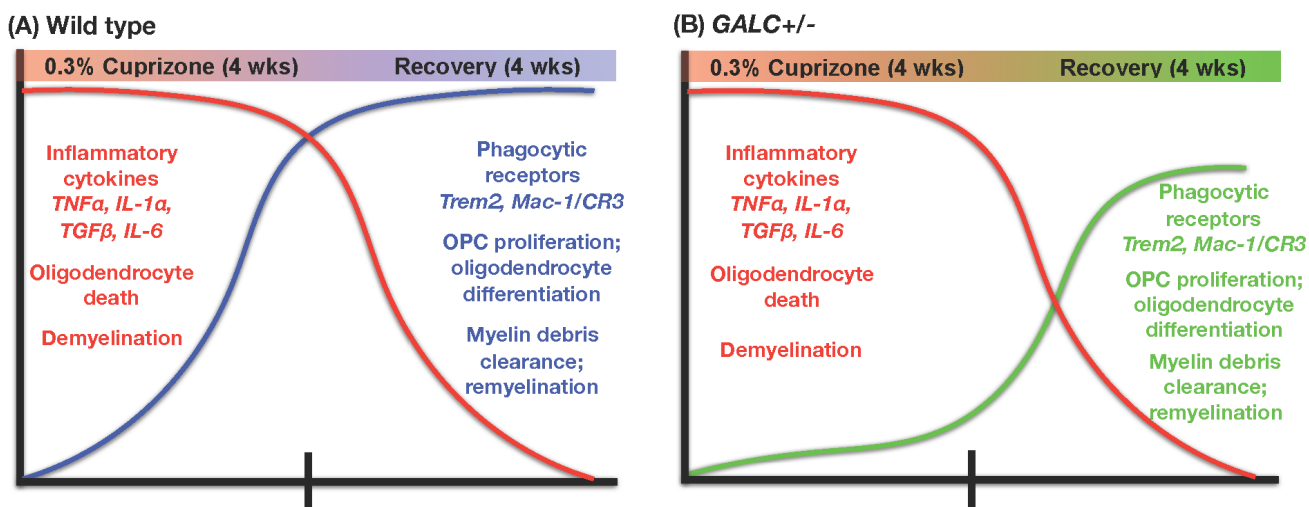 (A) Wild type
0.3% Cuprizone (4 wks)
Recovery (4 wks)
Inflammatory
cytokines
TNFα, IL-1α,
TGFβ, IL-6
Oligodendrocyte
death
Demyelination
Phagocytic
receptors
Trem2, Mac-1/CR3
OPC proliferation;
oligodendrocyte
differentiation
Myelin debris
clearance;
remyelination
(B) GALC+/-
0.3% Cuprizone (4 wks)
Recovery (4 wks)
Inflammatory
cytokines
TNFα, IL-1α,
TGFβ, IL-6
Oligodendrocyte
death
Demyelination
Phagocytic
receptors
Trem2, Mac-1/CR3
OPC proliferation;
oligodendrocyte
differentiation
Myelin debris
clearance;
remyelination